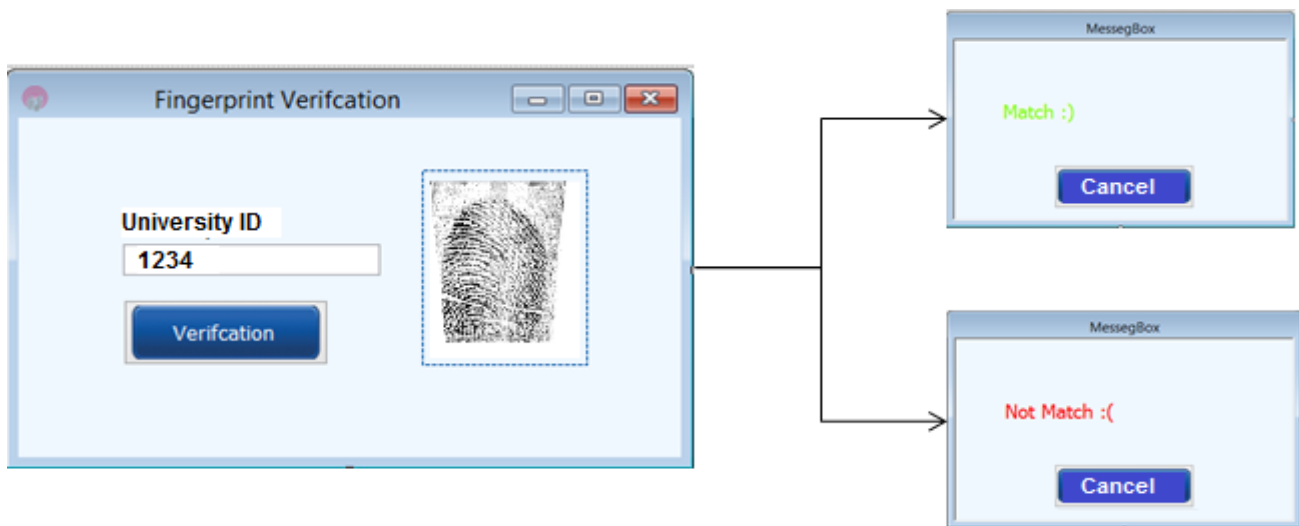 Fingerprint Verifcation
University ID
1234
Verifcation
MessegBox
Match :)
Cancel
MessegBox
Not Match :(
Cancel